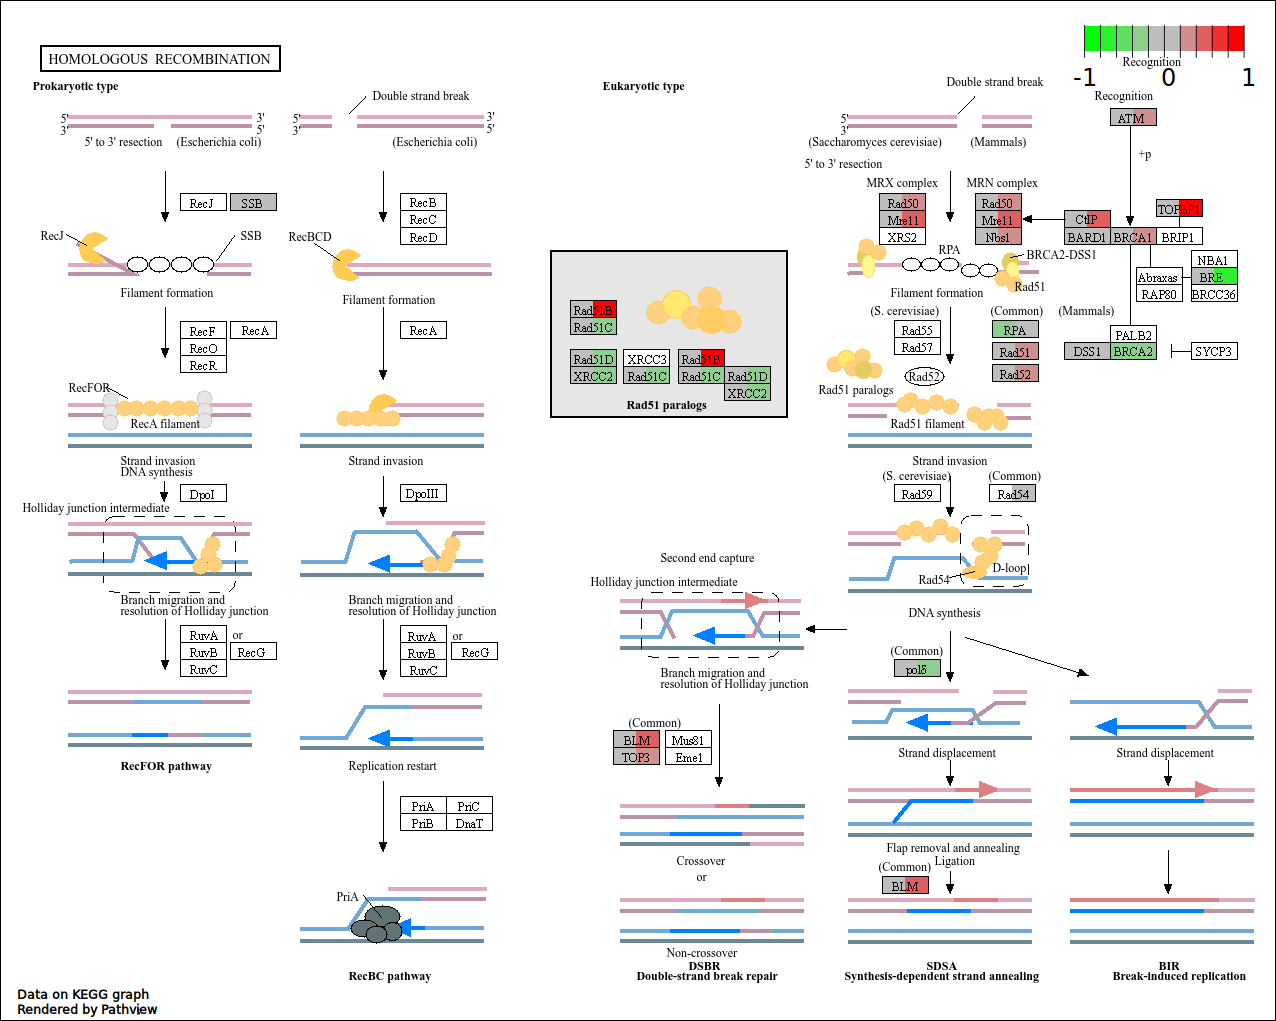 HOMOLOGOUS RECOMBINATION
Prokaryotic type
Eukaryotic type
Recognition
-1 0 1
Double strand break
5' 3'
3' 5'
5' to 3' resection
(Escherichia coli)
5' 3'
3' 5'
(Escherichia coli)
RecJ
SSB
RecJ
SSB
Filament formation
RecF
RecA
RecO
RecR
RecFOR
RecA filament
Strand invasion
DNA synthesis
DpoI
Holliday junction intermediate
Branch migration and
resolution of Holliday junction
RuvA
or
RuvB
RecG
RuvC
RecFOR pathway
RecB
RecC
RecD
RecBCD
Filament formation
RecA
Strand invasion
DpoIII
Branch migration and
resolution of Holliday junction
RuvA
or
RuvB
RecG
RuvC
Replication restart
PriA
PriC
PriB
DnaT
PriA
RecBC pathway
Rad51B
Rad51C
Rad51D
XRCC3
Rad51B
XRCC2
Rad51C
Rad51C
Rad51D
XRCC2
Rad51 paralogs
Double strand break
5'
3'
(Saccharomyces cerevisiae)
(Mammals)
5' to 3' resection
MRX complex
MRN complex
Rad50
Mre11
XRS2
Rad50
Mre11
Nbs1
Recognition
ATM
+p
CtIP
TOPBP1
BARD1
BRCA1
BRIP1
NBA1
Abraxas
BRE
RAP80
BRCC36
RPA
BRCA2-DSS1
Rad51
Filament formation
(S. cerevisiae)
(Common)
(Mammals)
Rad55
Rad57
RPA
Rad51
Rad52
PALB2
DSS1
BRCA2
SYCP3
Rad52
Rad51 paralogs
Rad51 filament
Strand invasion
(S. cerevisiae)
(Common)
Rad59
Rad54
Rad54
D-loop
DNA synthesis
Second end capture
Holliday junction intermediate
Branch migration and
resolution of Holliday junction
(Common)
BLM
Mus81
TOP3
Eme1
Crossover
or
Non-crossover
DSBR
Double-strand break repair
(Common)
polδ
Strand displacement
Flap removal and annealing
Ligation
(Common)
BLM
SDSA
Synthesis-dependent strand annealing
Strand displacement
BIR
Break-induced replication
Data on KEGG graph
Rendered by Pathview